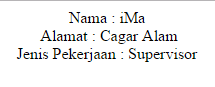 Nama : iMa
Alamat : Cagar Alam
Jenis Pekerjaan : Supervisor